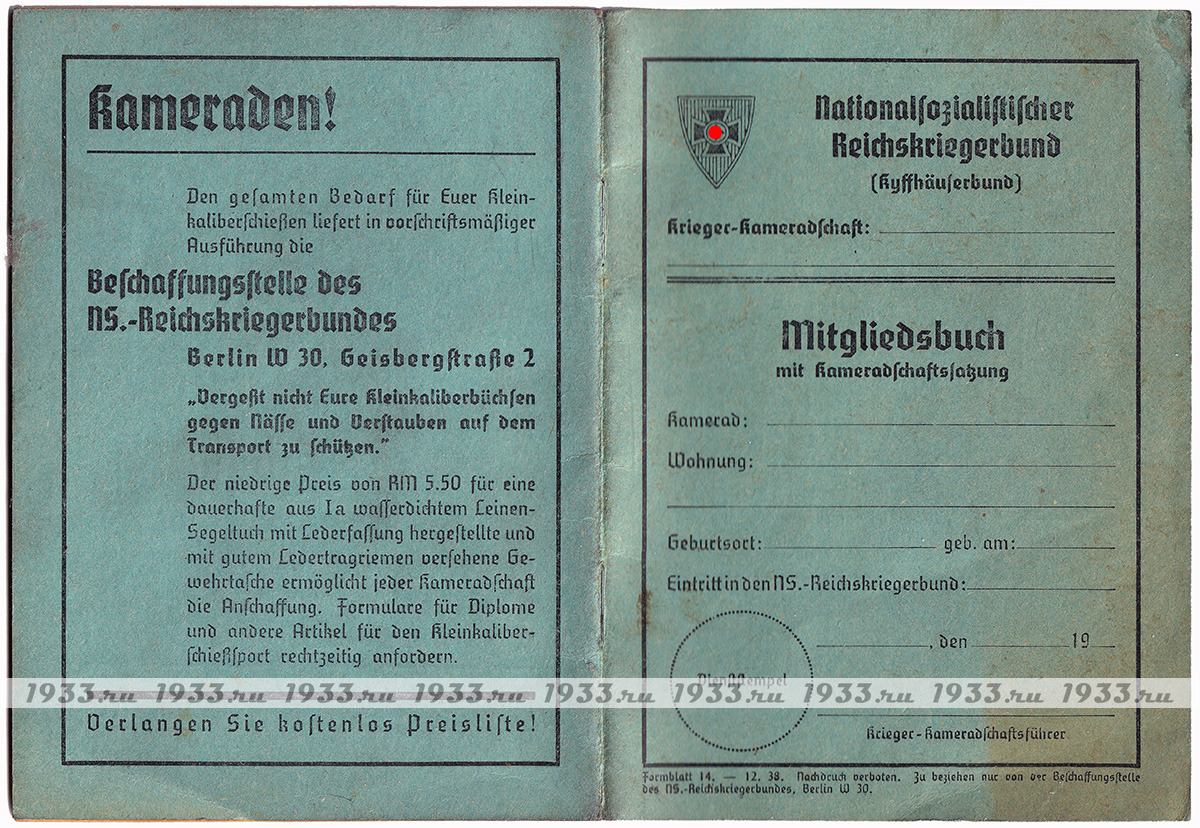 Kameraden!
Den gesamten Bedarf für Euer Klein-
kaliberschießen liefert in vorschriftsmäßiger
Ausführung die
Beschaffungsstelle des
NS.-Reichskriegerbundes
Berlin W 30, Geisbergstraße 2
„Vergeßt nicht Eure Kleinkaliberbüchsen
gegen Nässe und Verstauben auf dem
Transport zu schützen.“
Der niedrige Preis von RM 5.50 für eine
dauerhafte aus Ia wasserdichtem Leinen-
Segeltuch mit Lederfassung hergestellte und
mit gutem Ledertragriemen versehene Ge-
wehrtasche ermöglicht jeder Kameradschaft
die Anschaffung. Formulare für Diplome
und andere Artikel für den Kleinkaliber-
schießsport rechtzeitig anfordern.
Verlangen Sie kostenlos Preisliste!
Nationalsozialistischer
Reichskriegerbund
(Kyffhäuserbund)
Krieger-Kameradschaft:
Mitgliedsbuch
mit Kameradschaftssatzung
Kamerad:
Wohnung:
Geburtsort: geb. am:
Eintritt in den NS.-Reichskriegerbund:
, den 19
Dienststempel
Krieger-Kameradschaftsführer
Formblatt 14. — 12. 38. Nachdruck verboten. Zu beziehen nur von der Beschaffungsstelle
des NS.-Reichskriegerbundes, Berlin W 30.
1933.ru 1933.ru 1933.ru 1933.ru 1933.ru 1933.ru 1933.ru 1933.ru 1933.ru